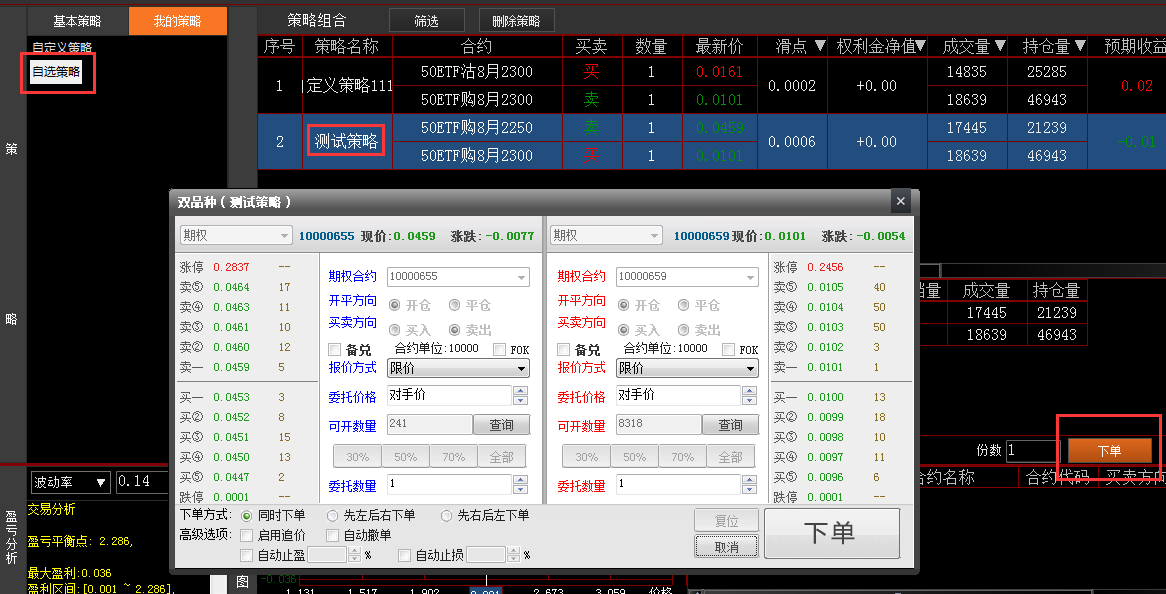 基本策略 我的策略 策略组合 筛选 删除策略
自定义策略
自选策略
序号 策略名称 合约 买卖 数量 最新价 滑点▼ 权利金净值▼ 成交量▼ 持仓量▼ 预期收益
1 定义策略111 50ETF沽8月2300 买 1 0.0161 0.0002 +0.00 14835 25285 0.02
50ETF购8月2300 卖 1 0.0101 18639 46943
2 测试策略 50ETF购8月2250 卖 1 0.0459 0.0006 +0.00 17445 21239 -0.01
50ETF购8月2300 买 1 0.0101 18639 46943
策
略
双品种（测试策略） ×
期权 10000655 现价:0.0459 涨跌:-0.0077
涨停 0.2837 --
卖⑤ 0.0464 17
卖④ 0.0463 11
卖③ 0.0461 10
卖② 0.0460 12
卖一 0.0459 5
买一 0.0453 3
买② 0.0452 8
买③ 0.0451 15
买④ 0.0450 13
买⑤ 0.0447 2
跌停 0.0001 --
期权合约 10000655
开平方向 开仓 平仓
买卖方向 买入 卖出
备兑 合约单位:10000 FOK
报价方式 限价
委托价格 对手价
可开数量 241 查询
30% 50% 70% 全部
委托数量 1
期权 10000659 现价:0.0101 涨跌:-0.0054
期权合约 10000659
开平方向 开仓 平仓
买卖方向 买入 卖出
备兑 合约单位:10000 FOK
报价方式 限价
委托价格 对手价
可开数量 8318 查询
30% 50% 70% 全部
委托数量 1
涨停 0.2456 --
卖⑤ 0.0105 40
卖④ 0.0104 50
卖③ 0.0103 50
卖② 0.0102 3
卖一 0.0101 1
买一 0.0100 13
买② 0.0099 18
买③ 0.0098 10
买④ 0.0097 11
买⑤ 0.0096 6
跌停 0.0001 --
下单方式: 同时下单 先左后右下单 先右后左下单
高级选项: 启用追价 自动撤单
自动止盈 % 自动止损 %
复位
取消
下单
量 成交量 持仓量
17445 21239
18639 46943
份数 1 下单
合约名称 合约代码 买卖方向
波动率 ▼ 0.14
盈亏分析
交易分析
盈亏平衡点: 2.286,
最大盈利:0.036
盈利区间:[0.001 ~ 2.286],
图
-0.036
1.131 1.517 1.902 0.001 2.673 3.059 价格